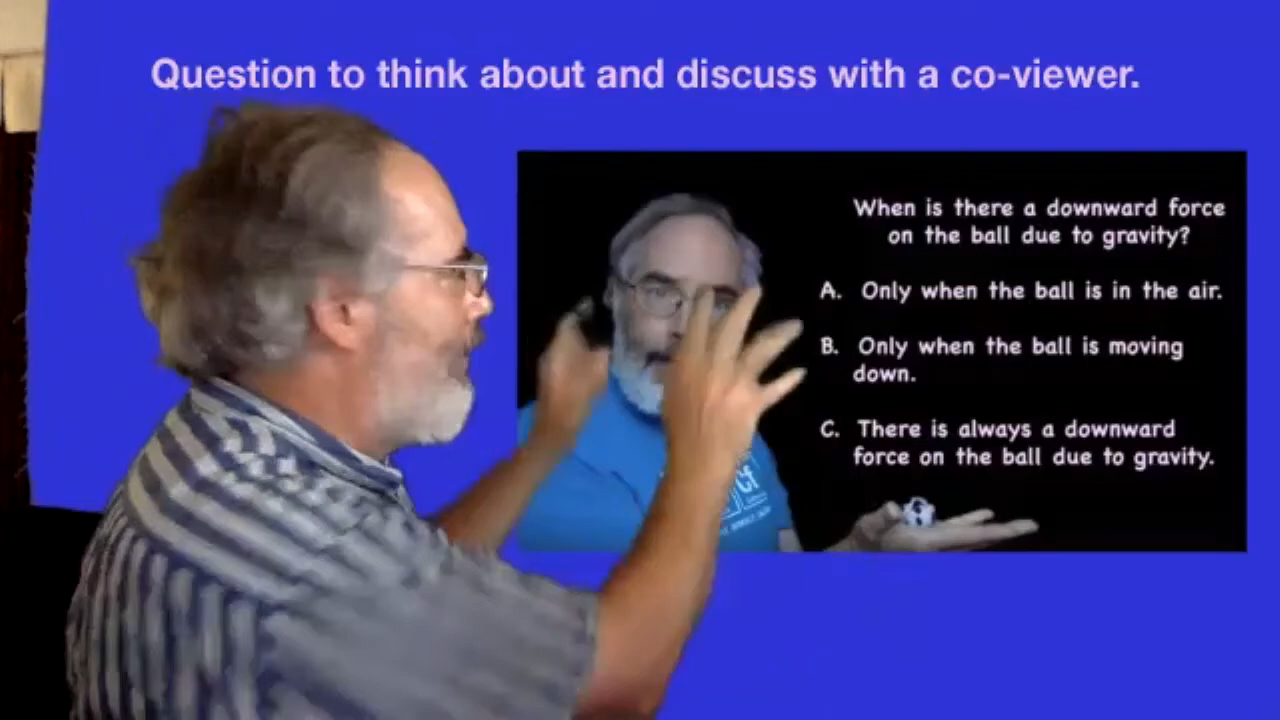 Question to think about and discuss with a co-viewer.
When is there a downward force
on the ball due to gravity?
A. Only when the ball is in the air.
B. Only when the ball is moving
down.
C. There is always a downward
force on the ball due to gravity.